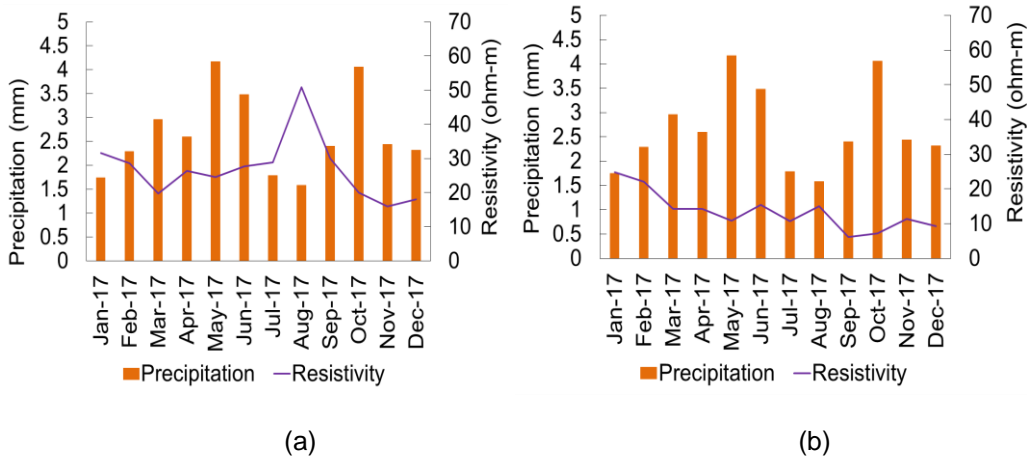 Precipitation (mm)
5
4.5
4
3.5
3
2.5
2
1.5
1
0.5
0
70
60
50
40
30
20
10
0
Resistivity (ohm-m)
Jan-17
Feb-17
Mar-17
Apr-17
May-17
Jun-17
Jul-17
Aug-17
Sep-17
Oct-17
Nov-17
Dec-17
Precipitation Resistivity
(a)
Precipitation (mm)
5
4.5
4
3.5
3
2.5
2
1.5
1
0.5
0
70
60
50
40
30
20
10
0
Resistivity (ohm-m)
Jan-17
Feb-17
Mar-17
Apr-17
May-17
Jun-17
Jul-17
Aug-17
Sep-17
Oct-17
Nov-17
Dec-17
Precipitation Resistivity
(b)